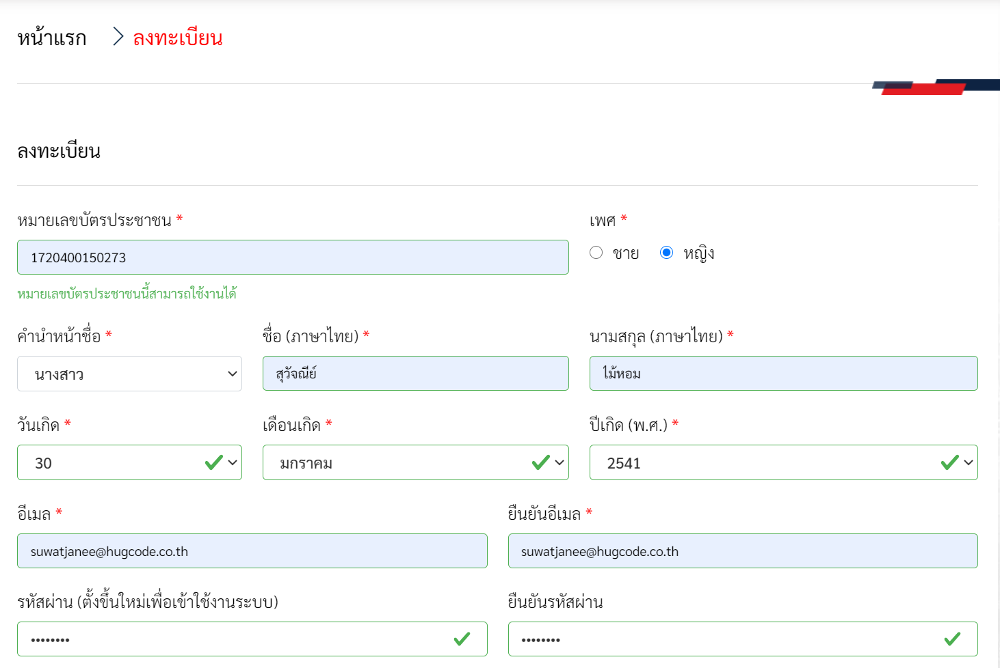 หน้าแรก > ลงทะเบียน
ลงทะเบียน
หมายเลขบัตรประชาชน * เพศ *
1720400150273 ชาย หญิง
หมายเลขบัตรประชาชนนี้สามารถใช้งานได้
คำนำหน้าชื่อ * ชื่อ (ภาษาไทย) * นามสกุล (ภาษาไทย) *
นางสาว สุวัจณีย์ ไม้หอม
วันเกิด * เดือนเกิด * ปีเกิด (พ.ศ.) *
30 มกราคม 2541
อีเมล * ยืนยันอีเมล *
suwatjanee@hugcode.co.th suwatjanee@hugcode.co.th
รหัสผ่าน (ตั้งขึ้นใหม่เพื่อเข้าใช้งานระบบ) ยืนยันรหัสผ่าน
•••••••• ••••••••